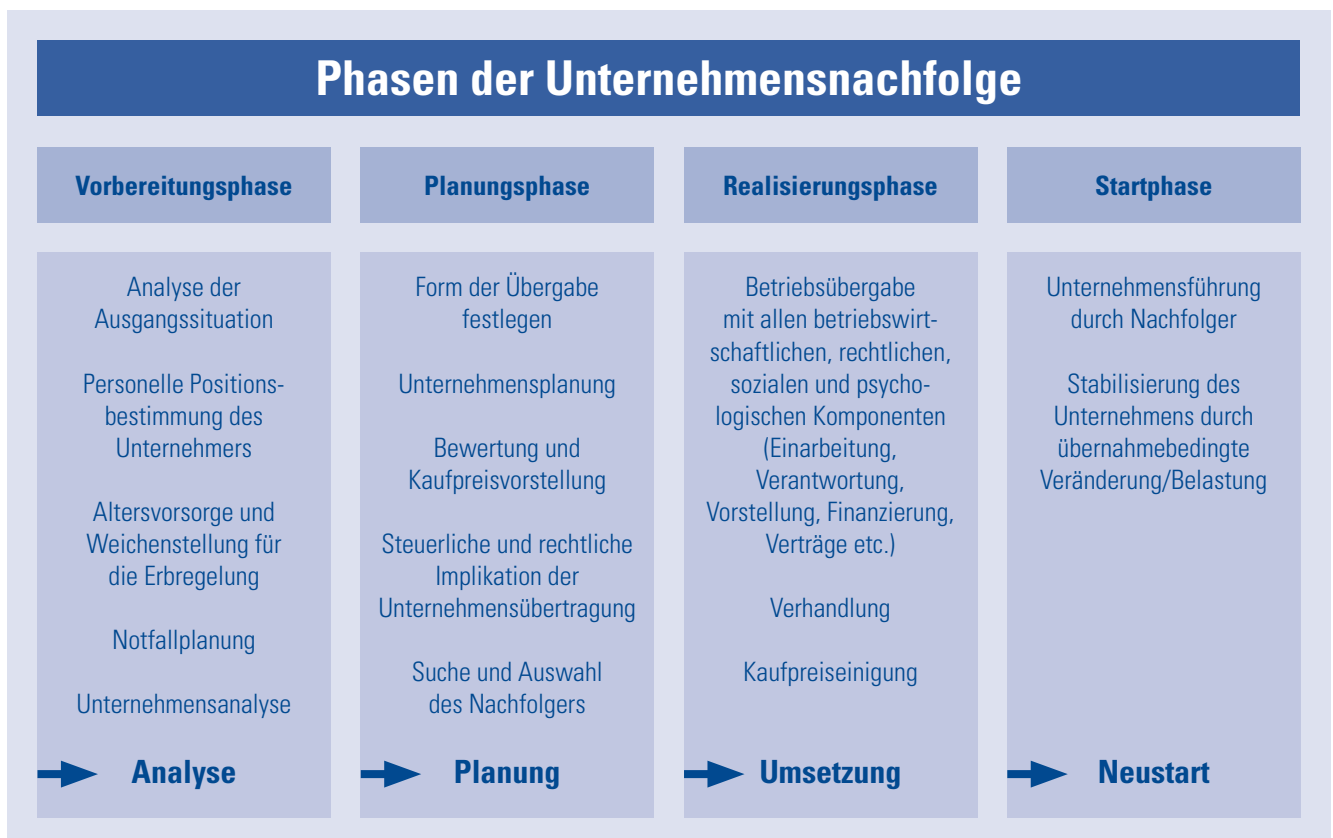 Phasen der Unternehmensnachfolge
Vorbereitungsphase
Analyse der
Ausgangssituation
Personelle Positions-
bestimmung des
Unternehmers
Altersvorsorge und
Weichenstellung für
die Erbregelung
Notfallplanung
Unternehmensanalyse
Analyse
Planungsphase
Form der Übergabe
festlegen
Unternehmensplanung
Bewertung und
Kaufpreisvorstellung
Steuerliche und rechtliche
Implikation der
Unternehmensübertragung
Suche und Auswahl
des Nachfolgers
Planung
Realisierungsphase
Betriebsübergabe
mit allen betriebswirt-
schaftlichen, rechtlichen,
sozialen und psycho-
logischen Komponenten
(Einarbeitung,
Verantwortung,
Vorstellung, Finanzierung,
Verträge etc.)
Verhandlung
Kaufpreiseinigung
Umsetzung
Startphase
Unternehmensführung
durch Nachfolger
Stabilisierung des
Unternehmens durch
übernahmebedingte
Veränderung/Belastung
Neustart